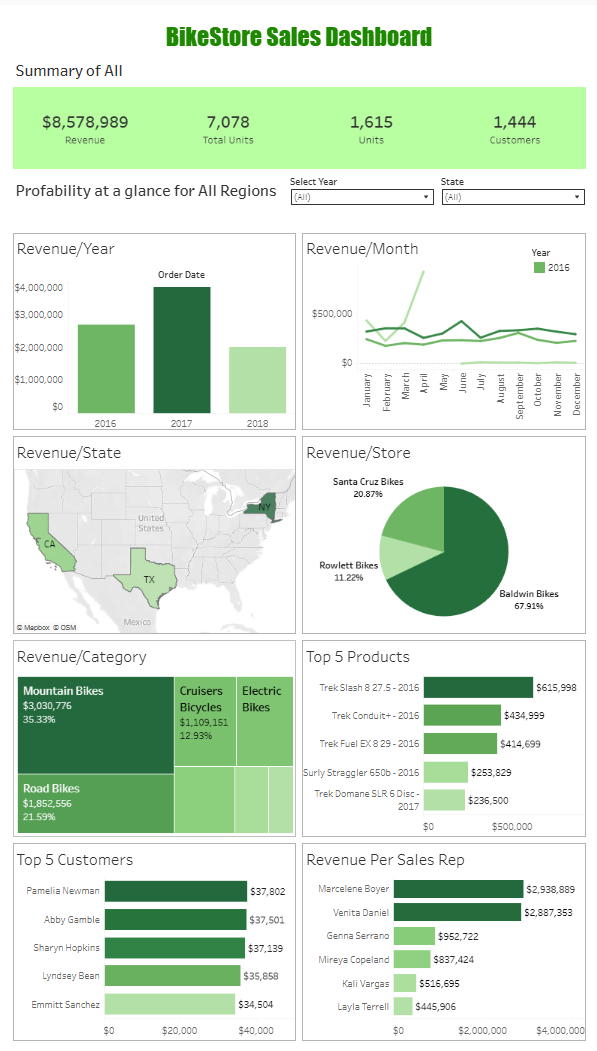 BikeStore Sales Dashboard
Summary of All
$8,578,989
Revenue
7,078
Total Units
1,615
Units
1,444
Customers
Profability at a glance for All Regions
Select Year
(All)
State
(All)
Revenue/Year
Order Date
$4,000,000
$3,000,000
$2,000,000
$1,000,000
$0
2016
2017
2018
Revenue/Month
Year
2016
$500,000
$0
January
February
March
April
May
June
July
August
September
October
November
December
Revenue/State
United
States
NY
CA
TX
Mexico
© Mapbox © OSM
Revenue/Store
Santa Cruz Bikes
20.87%
Rowlett Bikes
11.22%
Baldwin Bikes
67.91%
Revenue/Category
Mountain Bikes
$3,030,776
35.33%
Road Bikes
$1,852,556
21.59%
Cruisers
Bicycles
$1,109,151
12.93%
Electric
Bikes
Top 5 Products
Trek Slash 8 27.5 - 2016
$615,998
Trek Conduit+ - 2016
$434,999
Trek Fuel EX 8 29 - 2016
$414,699
Surly Straggler 650b - 2016
$253,829
Trek Domane SLR 6 Disc -
2017
$236,500
$0
$500,000
Top 5 Customers
Pamelia Newman
$37,802
Abby Gamble
$37,501
Sharyn Hopkins
$37,139
Lyndsey Bean
$35,858
Emmitt Sanchez
$34,504
$0
$20,000
$40,000
Revenue Per Sales Rep
Marcelene Boyer
$2,938,889
Venita Daniel
$2,887,353
Genna Serrano
$952,722
Mireya Copeland
$837,424
Kali Vargas
$516,695
Layla Terrell
$445,906
$0
$2,000,000
$4,000,000